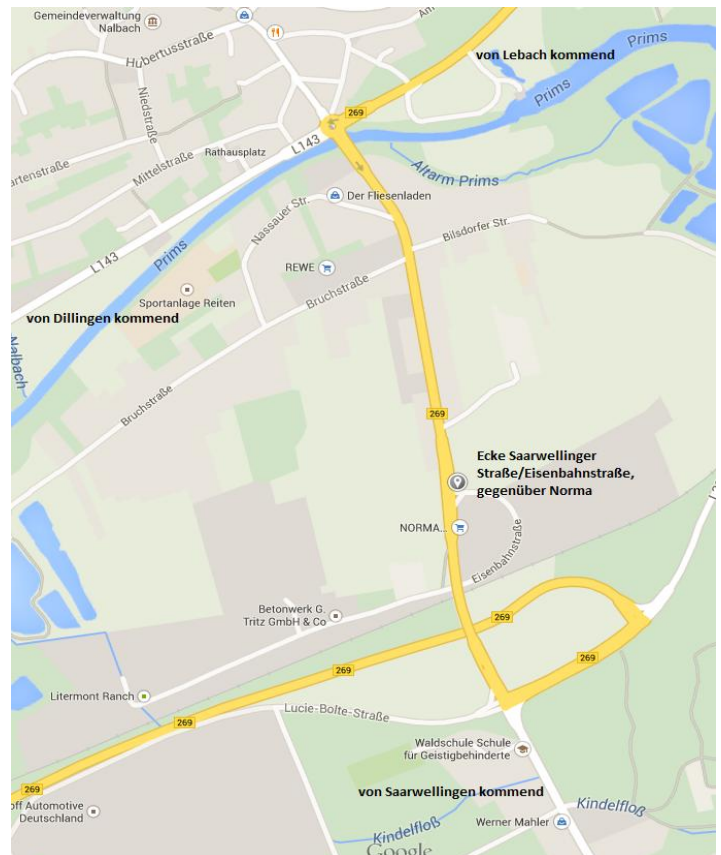 Gemeindeverwaltung
Nalbach
Hubertusstraße
Niedstraße
von Lebach kommend
Prims
Prims
269
L143
Rathausplatz
Mittelstraße
artenstraße
Altarm Prims
Der Fliesenladen
Nassauer Str.
Bilsdorfer Str.
L143
Prims
REWE
Bruchstraße
Sportanlage Reiten
von Dillingen kommend
Nalbach
Bruchstraße
269
Ecke Saarwellinger
Straße/Eisenbahnstraße,
gegenüber Norma
NORMA...
Eisenbahnstraße
Betonwerk G.
Tritz GmbH & Co
269
269
269
Litermont Ranch
269
Lucie-Bolte-Straße
Waldschule Schule
für Geistigbehinderte
269
von Saarwellingen kommend
off Automotive
Deutschland
Kindelfloß
Kindelfloß
Werner Mahler
Google